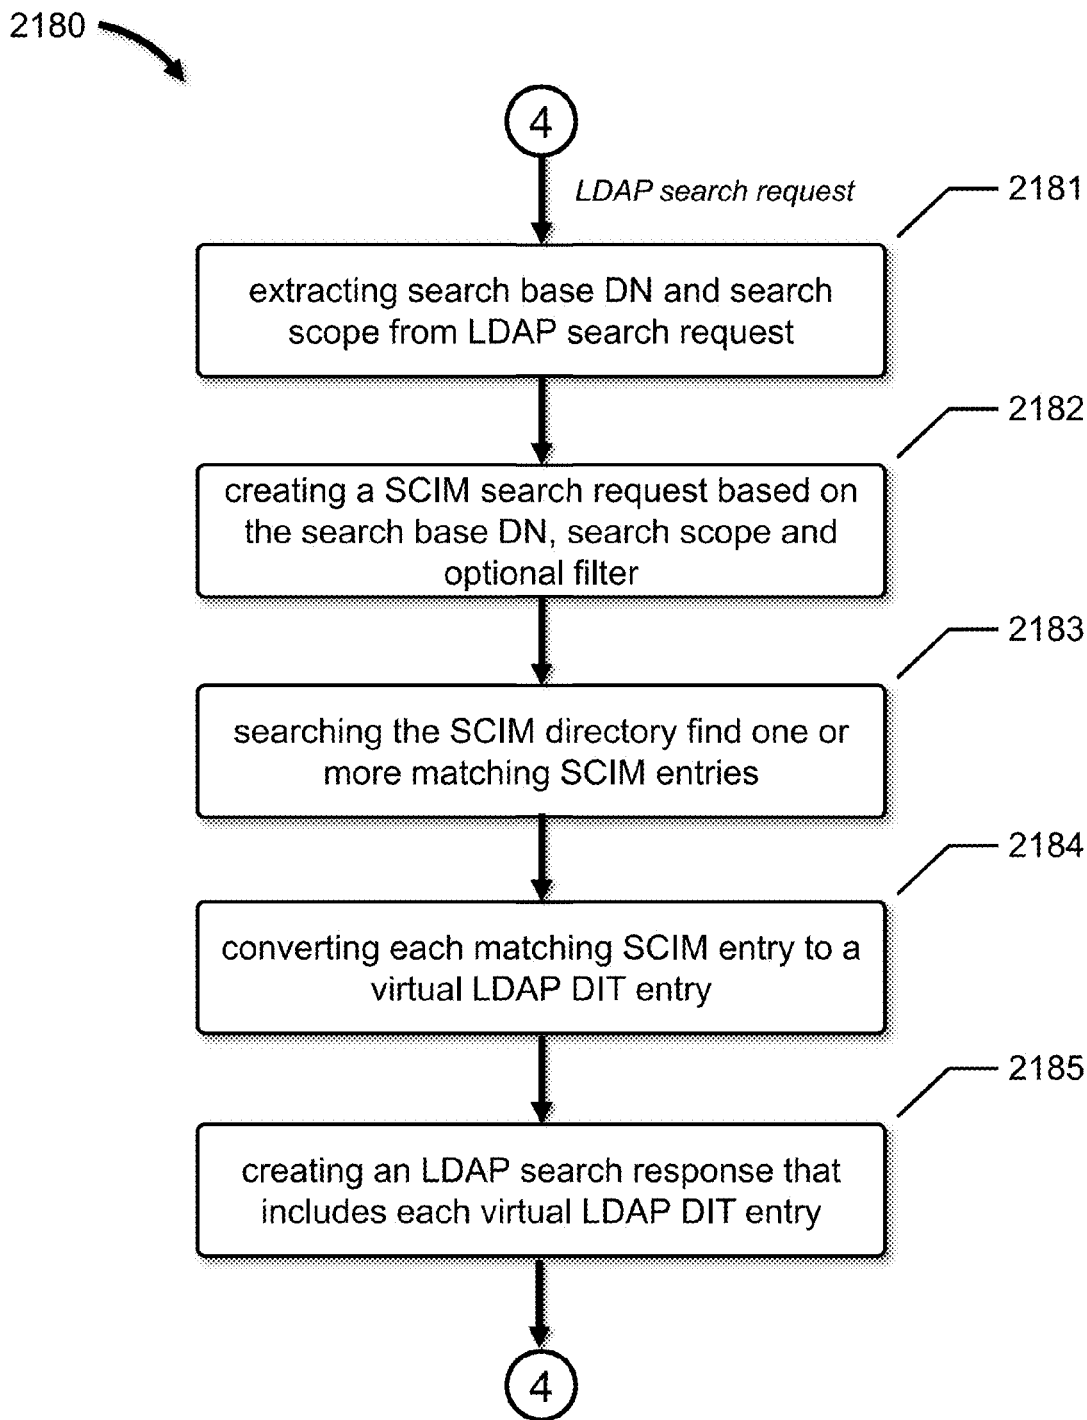 2180
4
LDAP search request
2181
extracting search base DN and search
scope from LDAP search request
2182
creating a SCIM search request based on
the search base DN, search scope and
optional filter
2183
searching the SCIM directory find one or
more matching SCIM entries
2184
converting each matching SCIM entry to a
virtual LDAP DIT entry
2185
creating an LDAP search response that
includes each virtual LDAP DIT entry
4